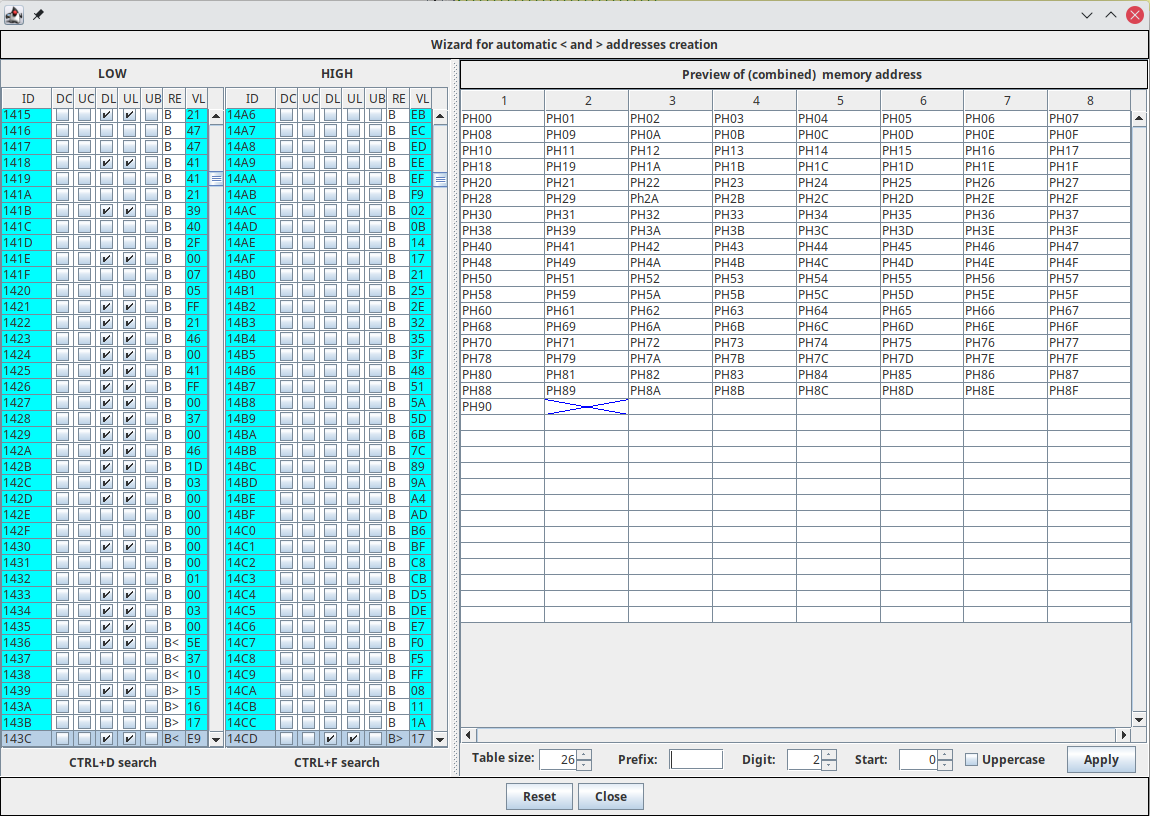 Wizard for automatic < and > addresses creation
LOW HIGH Preview of (combined) memory address
ID DC UC DL UL UB RE VL ID DC UC DL UL UB RE VL 1 2 3 4 5 6 7 8
1415 B 21 14A6 B EB
1416 B 47 14A7 B EC
1417 B 47 14A8 B ED
1418 B 41 14A9 B EE
1419 B 41 14AA B EF
141A B 21 14AB B F9
141B B 39 14AC B 02
141C B 40 14AD B 0B
141D B 2F 14AE B 14
141E B 00 14AF B 17
141F B 07 14B0 B 21
1420 B 05 14B1 B 25
1421 B FF 14B2 B 2E
1422 B 21 14B3 B 32
1423 B 46 14B4 B 35
1424 B 00 14B5 B 3F
1425 B 41 14B6 B 48
1426 B FF 14B7 B 51
1427 B 00 14B8 B 5A
1428 B 37 14B9 B 5D
1429 B 00 14BA B 6B
142A B 46 14BB B 7C
142B B 1D 14BC B 89
142C B 03 14BD B 9A
142D B 00 14BE B A4
142E B 00 14BF B AD
142F B 00 14C0 B B6
1430 B BF 14C1 B BF
1431 B 00 14C2 B C8
1432 B 01 14C3 B CB
1433 B 00 14C4 B D5
1434 B 03 14C5 B DE
1435 B 00 14C6 B E7
1436 B< 5E 14C7 B F0
1437 B< 37 14C8 B F5
1438 B< 10 14C9 B FF
1439 B> 15 14CA B 08
143A B> 16 14CB B 11
143B B> 17 14CC B 1A
143C B< E9 14CD B> 17
PH00 PH01 PH02 PH03 PH04 PH05 PH06 PH07
PH08 PH09 PH0A PH0B PH0C PH0D PH0E PH0F
PH10 PH11 PH12 PH13 PH14 PH15 PH16 PH17
PH18 PH19 PH1A PH1B PH1C PH1D PH1E PH1F
PH20 PH21 PH22 PH23 PH24 PH25 PH26 PH27
PH28 PH29 Ph2A PH2B PH2C PH2D PH2E PH2F
PH30 PH31 PH32 PH33 PH34 PH35 PH36 PH37
PH38 PH39 PH3A PH3B PH3C PH3D PH3E PH3F
PH40 PH41 PH42 PH43 PH44 PH45 PH46 PH47
PH48 PH49 PH4A PH4B PH4C PH4D PH4E PH4F
PH50 PH51 PH52 PH53 PH54 PH55 PH56 PH57
PH58 PH59 PH5A PH5B PH5C PH5D PH5E PH5F
PH60 PH61 PH62 PH63 PH64 PH65 PH66 PH67
PH68 PH69 PH6A PH6B PH6C PH6D PH6E PH6F
PH70 PH71 PH72 PH73 PH74 PH75 PH76 PH77
PH78 PH79 PH7A PH7B PH7C PH7D PH7E PH7F
PH80 PH81 PH82 PH83 PH84 PH85 PH86 PH87
PH88 PH89 PH8A PH8B PH8C PH8D PH8E PH8F
PH90
CTRL+D search CTRL+F search Table size: 26 Prefix: Digit: 2 Start: 0 Uppercase Apply
Reset Close